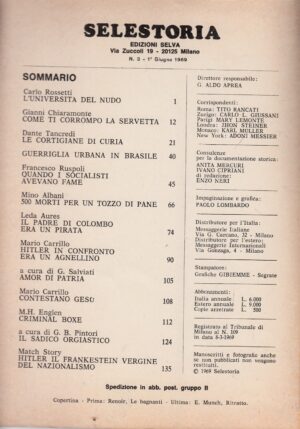 SELESTORIA
EDIZIONI SELVA
Via Zuccoli 19 - 20125 Milano
N. 3 - 1° Giugno 1969
SOMMARIO
Carlo Rossetti
L'UNIVERSITA DEL NUDO 1
Gianni Chiaramonte
COME TI CORROMPO LA SERVETTA 12
Dante Tancredi
LE CORTIGIANE DI CURIA 21
GUERRIGLIA URBANA IN BRASILE 40
Francesco Ruspoli
QUANDO I SOCIALISTI
AVEVANO FAME 45
Mino Albani
500 MORTI PER UN TOZZO DI PANE 66
Leda Aures
IL PADRE DI COLOMBO
ERA UN PIRATA 74
Mario Carrillo
HITLER IN CONFRONTO
ERA UN AGNELLINO 90
a cura di G. Salviati
AMOR DI PATRIA 105
Mario Carrillo
CONTESTANO GESÙ 108
M.H. Englen
CRIMINAL BOXE 112
a cura di G. B. Pintori
IL SADICO ORGIASTICO 124
Match Story
HITLER IL FRANKESTEIN VERGINE
DEL NAZIONALISMO 135
Direttore responsabile:
G. ALDO APREA
Corrispondenti:
Roma: TITO RANCATI
Zurigo: CARLO L. GIUSSANI
Parigi MARY LEMONTE
Londra: JHON STEINER
Monaco: KARL MULLER
New York: ADONI MESSIER
Consulenze
per la documentazione storica:
ANITA MERCURI
IVANO CIPRIANI
di redazione:
ENZO NERI
Impaginazione e grafica:
PAOLO LOMBARDO
Distributore per l'Italia:
Messaggerie Italiane
Via G. Carcano, 32 - Milano
Distributore per l'estero:
Messaggerie Internazionali
Via Gonzaga, 4 - Milano
Stampatore:
Grafiche GIBIEMME - Segrate
Abbonamenti:
Italia annuale L. 6.000
Estero annuale L. 9.000
Copie arretrate L. 500
Registrato al Tribunale di
Milano al N. 109
in data 8-3-1969
Manoscritti e fotografia anche
se non pubblicati non vengono
restituiti.
© 1969 Selestoria
Spedizione in abb. post. gruppo II
Copertina - Prima: Renoir, Le bagnanti - Ultima: E. Munch, Ritratto.